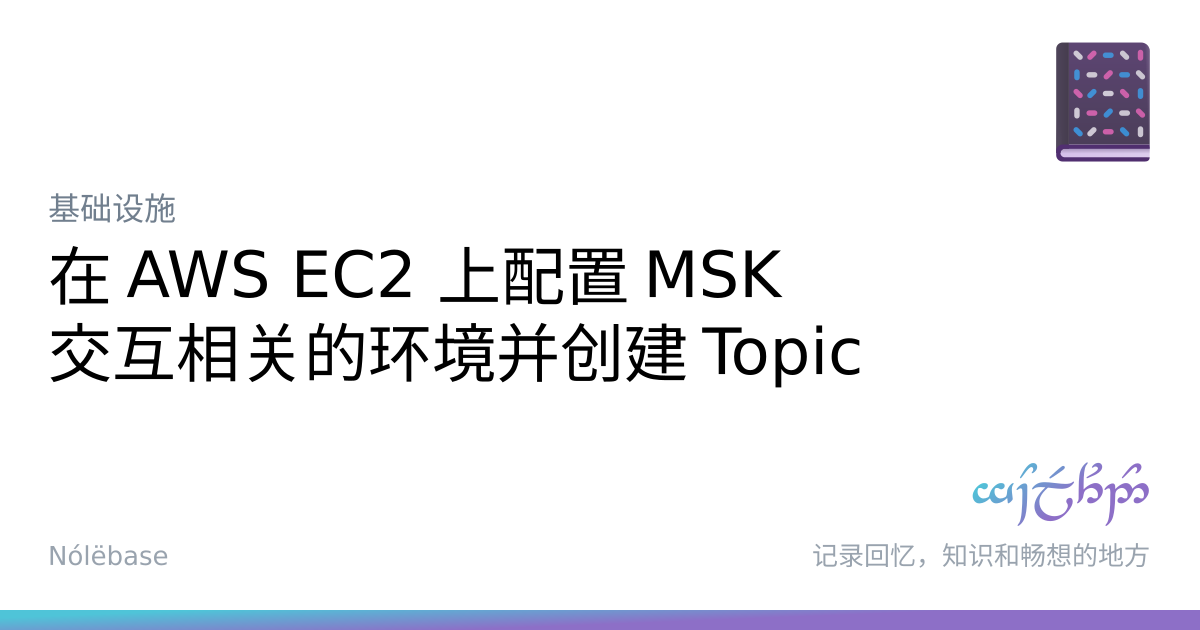 基础设施
在 AWS EC2 上配置 MSK
交互相关的环境并创建 Topic
Nólëbase
记录回忆，知识和畅想的地方